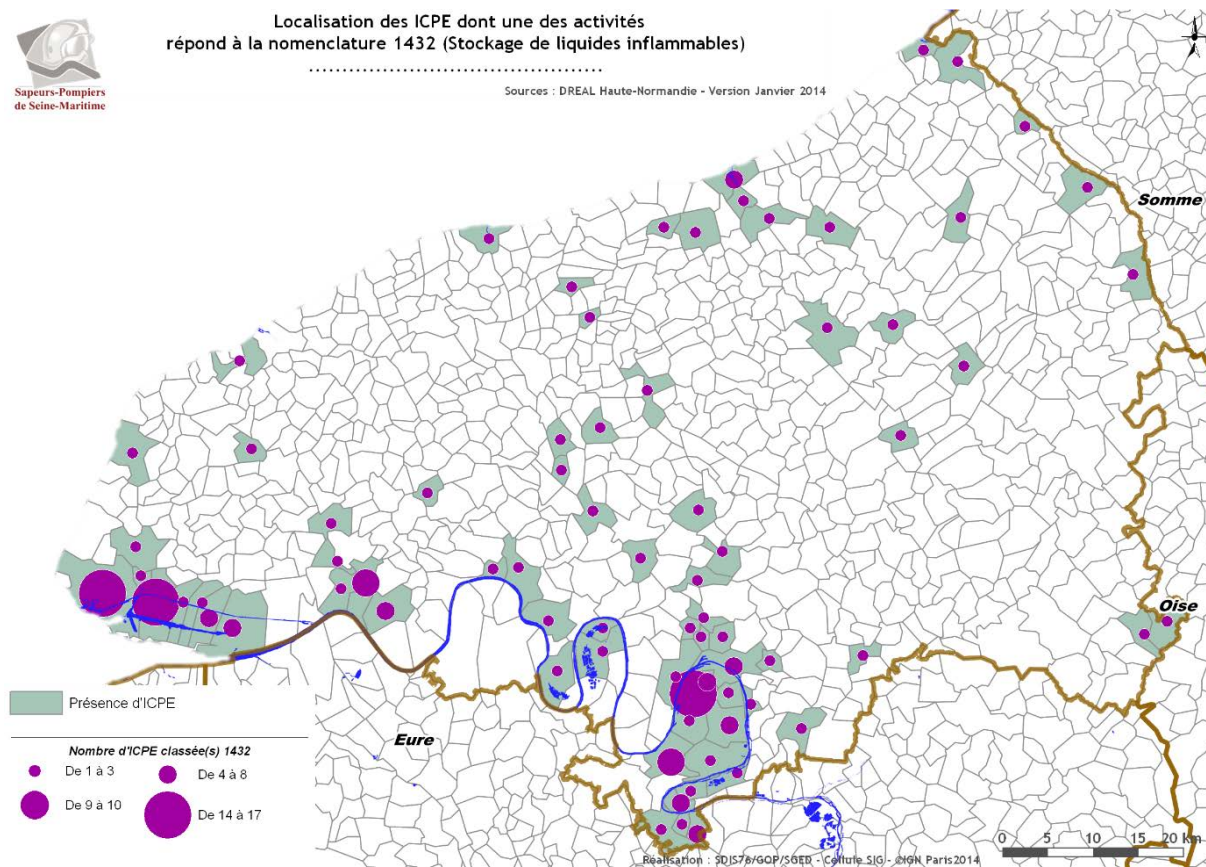 Localisation des ICPE dont une des activités
répond à la nomenclature 1432 (Stockage de liquides inflammables)
Sources : DREAL Haute-Normandie - Version Janvier 2014
Sapeurs-Pompiers
de Seine-Maritime
Somme
Oise
Eure
Présence d'ICPE
Nombre d'ICPE classée(s) 1432
De 1 à 3
De 4 à 8
De 9 à 10
De 14 à 17
0 5 10 15 20 km
Réalisation : SDIS76/GOP/SGED - Cellule SIG - ©IGN Paris2014